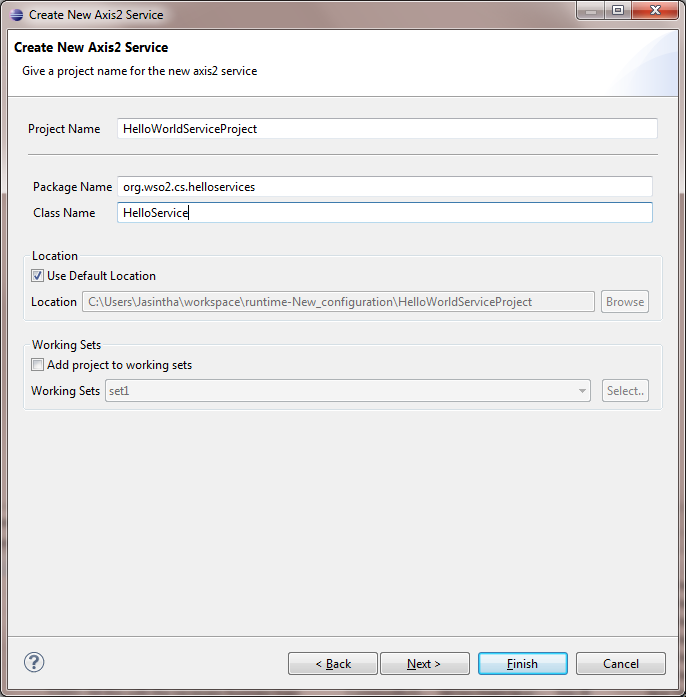 Create New Axis2 Service
Create New Axis2 Service
Give a project name for the new axis2 service
Project Name HelloWorldServiceProject
Package Name org.wso2.cs.helloservices
Class Name HelloService
Location
Use Default Location
Location C:\Users\Jasintha\workspace\runtime-New_configuration\HelloWorldServiceProject Browse
Working Sets
Add project to working sets
Working Sets set1 Select..
? < Back Next > Finish Cancel